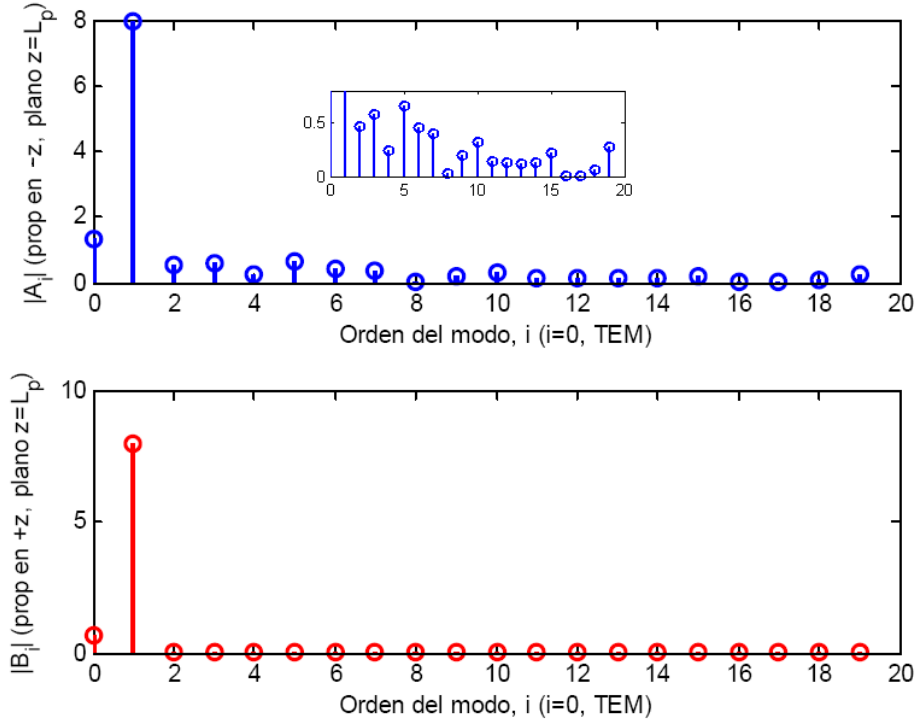 |A_i| (prop en -z, plano z=L_p)
8
6
4
2
0
0.5
0
0 5 10 15 20
0 2 4 6 8 10 12 14 16 18 20
Orden del modo, i (i=0, TEM)
|B_i| (prop en +z, plano z=L_p)
10
5
0
0 2 4 6 8 10 12 14 16 18 20
Orden del modo, i (i=0, TEM)